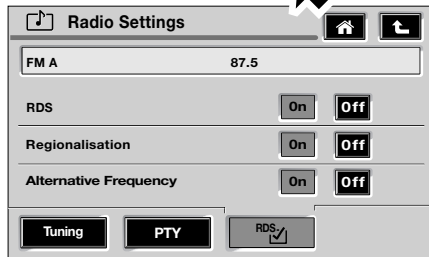 Radio Settings
FM A 87.5
RDS On Off
Regionalisation On Off
Alternative Frequency On Off
Tuning PTY RDS